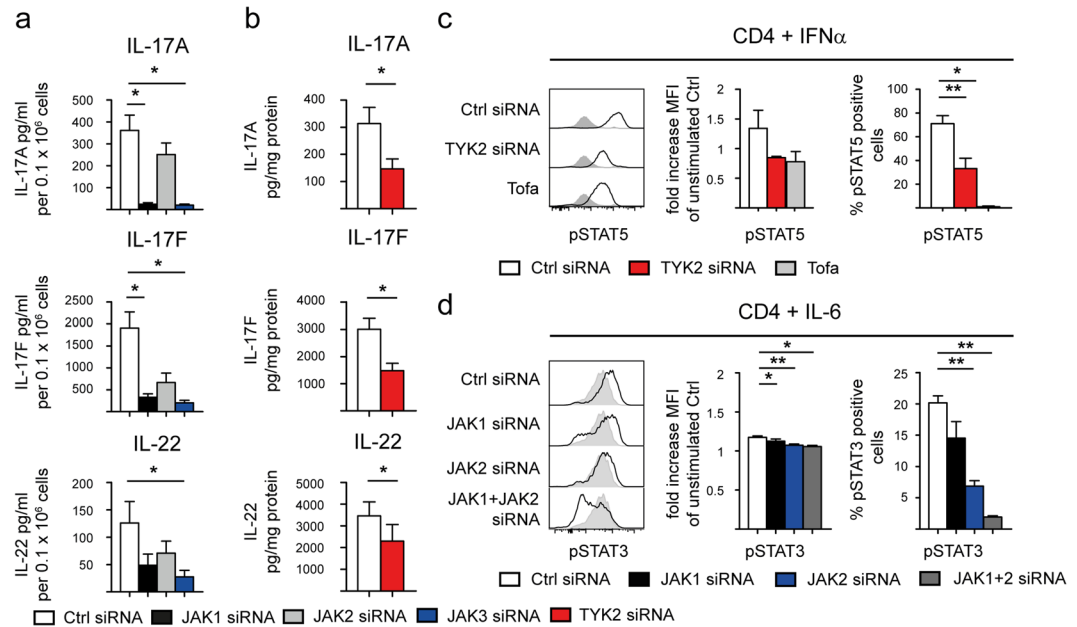 a
IL-17A
IL-17A pg/ml
per 0.1 x 10⁶ cells
500
400
300
200
100
*
*
IL-17F
IL-17F pg/ml
per 0.1 x 10⁶ cells
2500
2000
1500
1000
500
*
*
IL-22
IL-22 pg/ml
per 0.1 x 10⁶ cells
200
150
100
50
*
b
IL-17A
IL-17A
pg/mg protein
400
300
200
100
*
IL-17F
IL-17F
pg/mg protein
4000
3000
2000
1000
*
IL-22
IL-22
pg/mg protein
5000
4000
3000
2000
1000
0
*
Ctrl siRNA JAK1 siRNA JAK2 siRNA JAK3 siRNA TYK2 siRNA
c
CD4 + IFNα
Ctrl siRNA
TYK2 siRNA
Tofa
pSTAT5
fold increase MFI
of unstimulated Ctrl
2
1.5
1
0.5
pSTAT5
% pSTAT5 positive
cells
100
80
60
40
20
*
**
pSTAT5
Ctrl siRNA TYK2 siRNA Tofa
d
CD4 + IL-6
Ctrl siRNA
JAK1 siRNA
JAK2 siRNA
JAK1+JAK2
siRNA
pSTAT3
fold increase MFI
of unstimulated Ctrl
2
1.5
1
0.5
*
**
*
pSTAT3
% pSTAT3 positive
cells
25
20
15
10
5
**
**
pSTAT3
Ctrl siRNA JAK1 siRNA JAK2 siRNA JAK1+2 siRNA